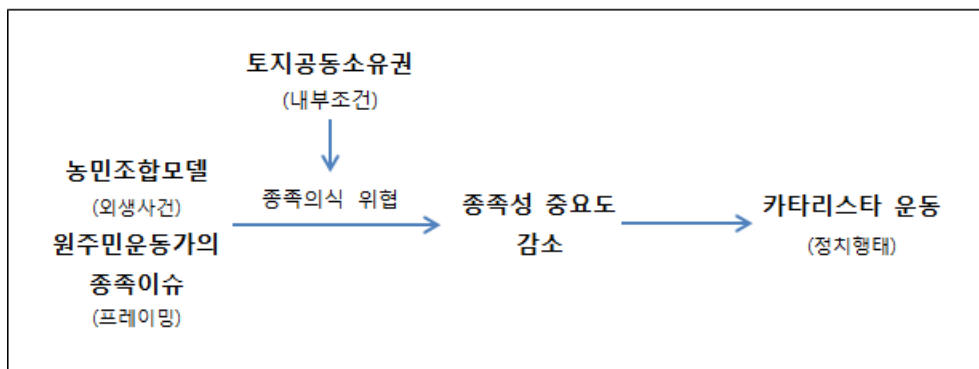 토지공동소유권
(내부조건)
농민조합모델
(외생사건)
원주민운동가의
종족이슈
(프레이밍)
종족의식 위협
종족성 중요도
감소
카타리스타 운동
(정치행태)